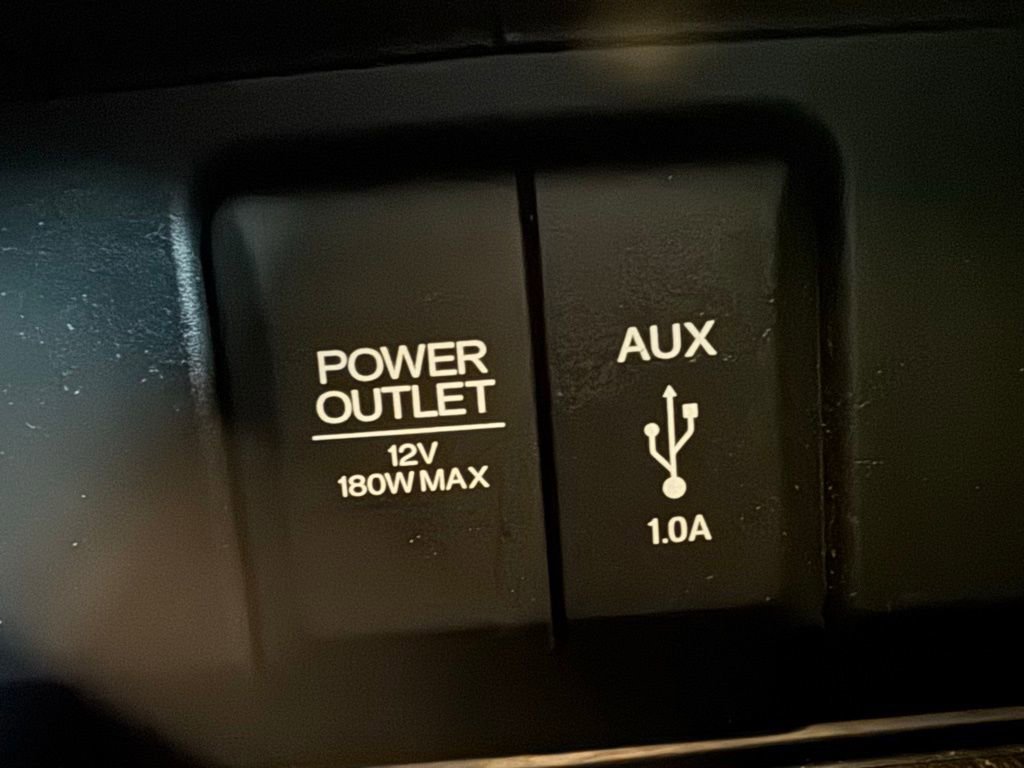 POWER
OUTLET
12V
180W MAX
AUX
1.0A